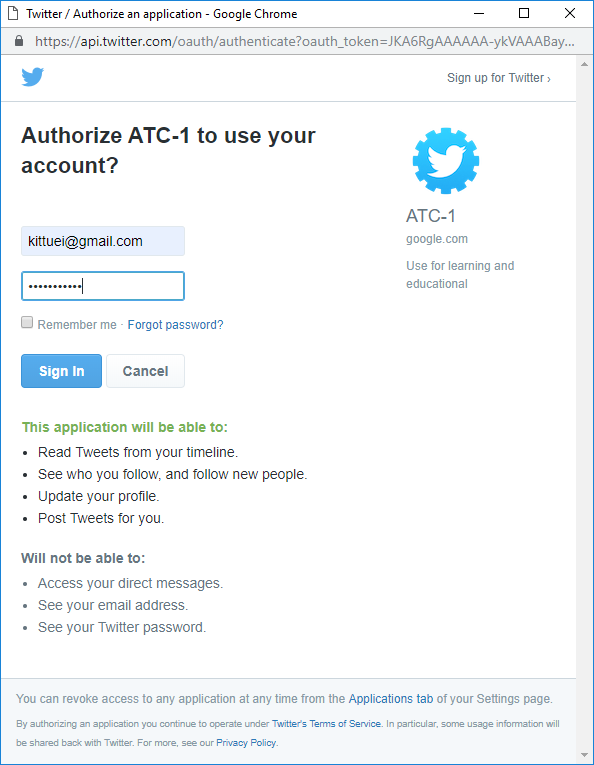 Twitter / Authorize an application - Google Chrome
https://api.twitter.com/oauth/authenticate?oauth_token=JKA6RgAAAAAA-ykVAAABay...
Sign up for Twitter ›
Authorize ATC-1 to use your
account?
ATC-1
google.com
Use for learning and
educational
kittuei@gmail.com
•••••••••••
Remember me · Forgot password?
Sign In
Cancel
This application will be able to:
• Read Tweets from your timeline.
• See who you follow, and follow new people.
• Update your profile.
• Post Tweets for you.
Will not be able to:
• Access your direct messages.
• See your email address.
• See your Twitter password.
You can revoke access to any application at any time from the Applications tab of your Settings page.
By authorizing an application you continue to operate under Twitter's Terms of Service. In particular, some usage information will
be shared back with Twitter. For more, see our Privacy Policy.